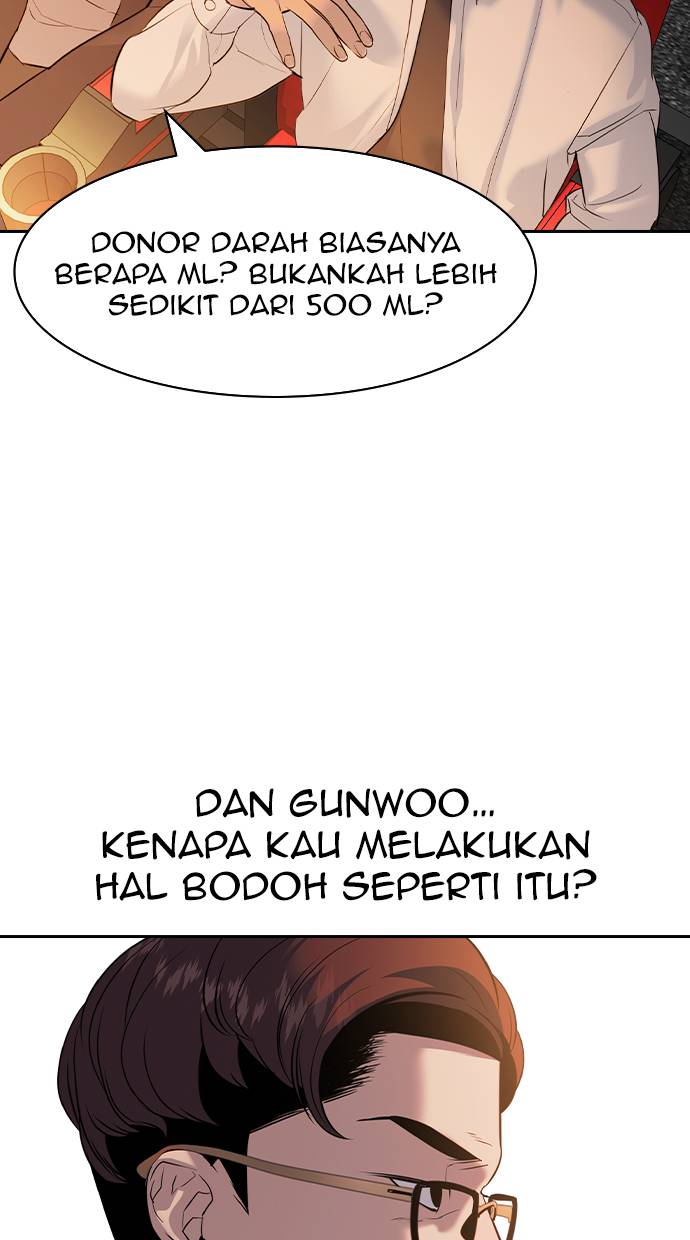 DONOR DARAH BIASANYA
BERAPA ML? BUKANKAH LEBIH
SEDIKIT DARI 500 ML?
DAN GUNWOO...
KENAPA KAU MELAKUKAN
HAL BODOH SEPERTI ITU?